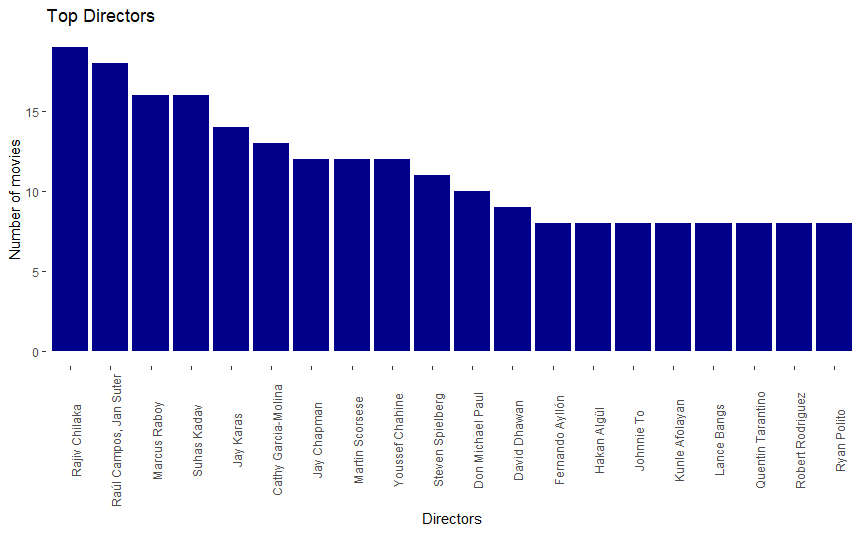 Top Directors
Number of movies
15
10
5
0
Rajiv Chilaka
Raúl Campos, Jan Suter
Marcus Raboy
Suhas Kadav
Jay Karas
Cathy Garcia-Molina
Jay Chapman
Martin Scorsese
Youssef Chahine
Steven Spielberg
Don Michael Paul
David Dhawan
Fernando Ayllón
Hakan Algül
Johnnie To
Kunle Afolayan
Lance Bangs
Quentin Tarantino
Robert Rodriguez
Ryan Polito
Directors